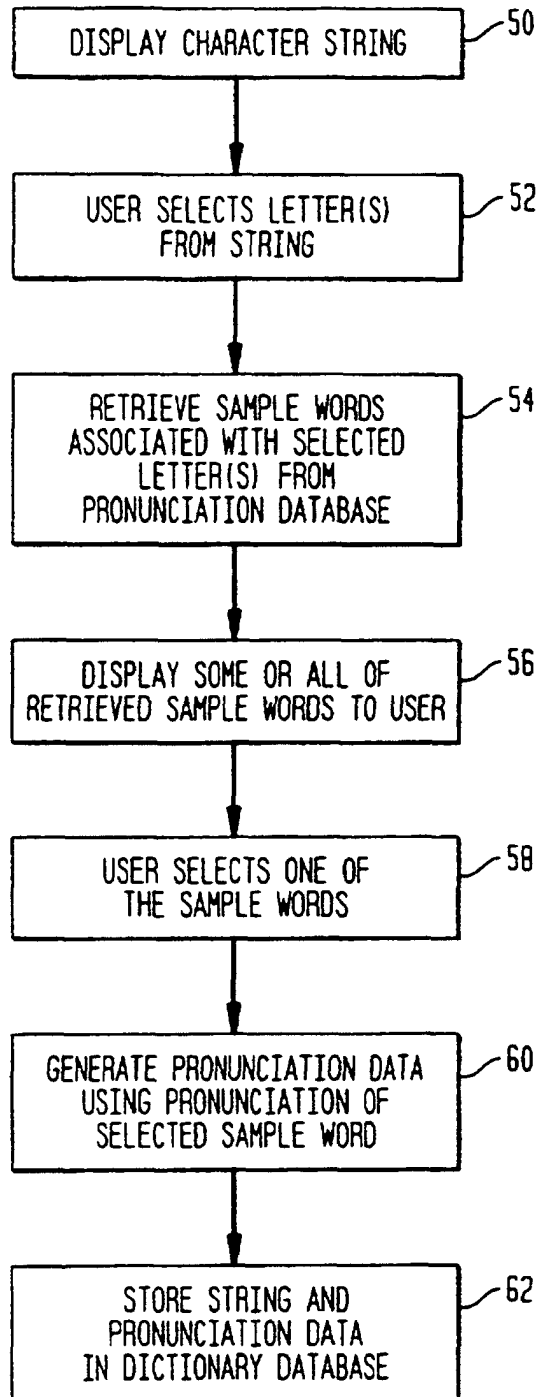 DISPLAY CHARACTER STRING
50
USER SELECTS LETTER(S)
FROM STRING
52
RETRIEVE SAMPLE WORDS
ASSOCIATED WITH SELECTED
LETTER(S) FROM
PRONUNCIATION DATABASE
54
DISPLAY SOME OR ALL OF
RETRIEVED SAMPLE WORDS TO USER
56
USER SELECTS ONE OF
THE SAMPLE WORDS
58
GENERATE PRONUNCIATION DATA
USING PRONUNCIATION OF
SELECTED SAMPLE WORD
60
STORE STRING AND
PRONUNCIATION DATA
IN DICTIONARY DATABASE
62